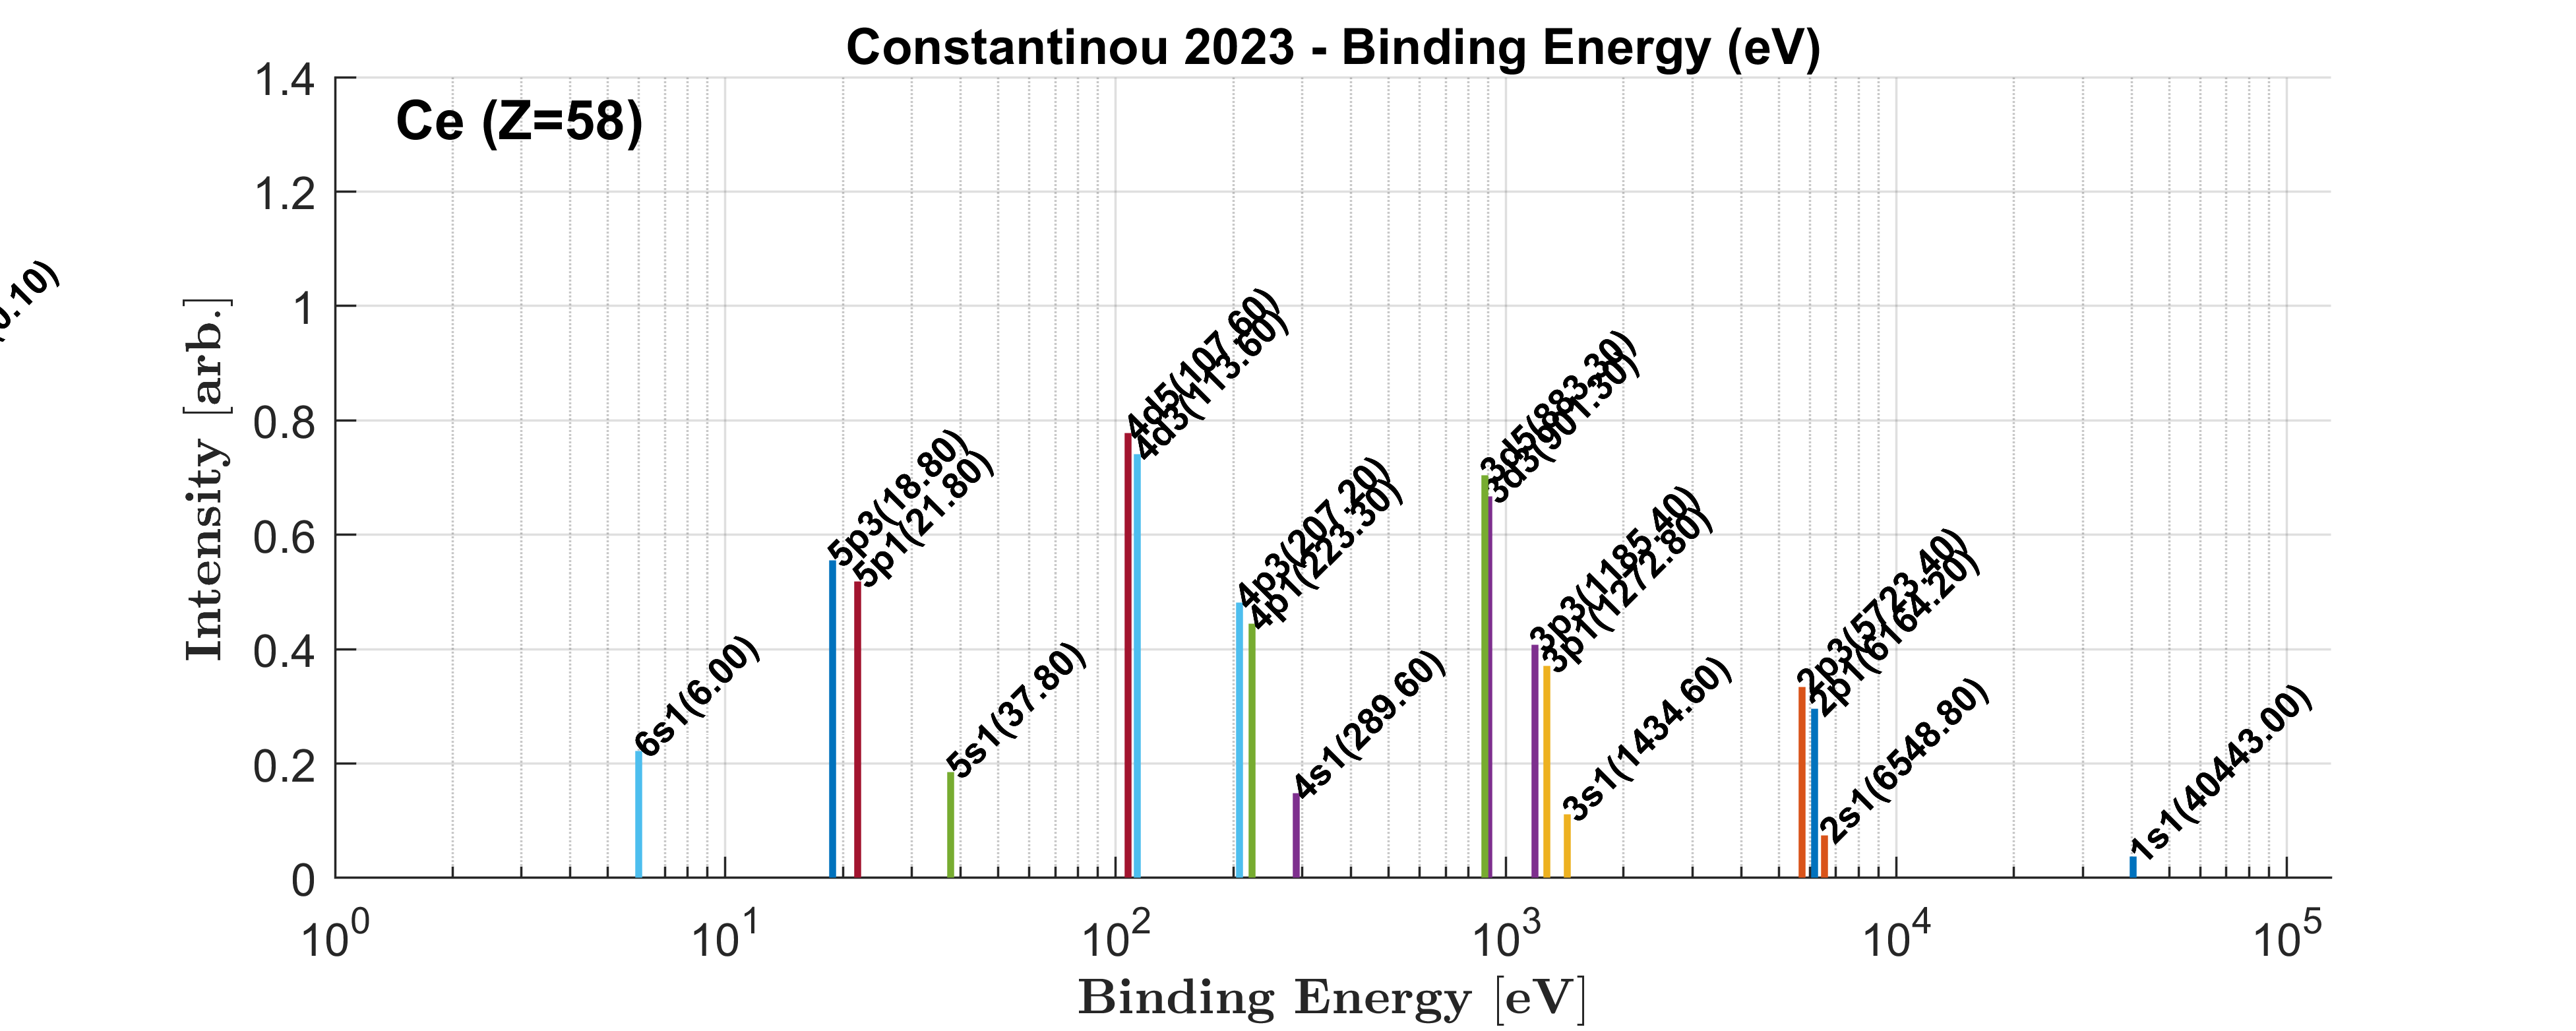 Constantinou 2023 - Binding Energy (eV)
Ce (Z=58)
1.4
1.2
1
0.8
0.6
0.4
0.2
0
Intensity [arb.]
0.10)
6s1(6.00)
5p3(18.80)
5p1(21.80)
5s1(37.80)
4d5(107.60)
4d3(113.60)
4p3(207.20)
4p1(223.30)
4s1(289.60)
3d5(883.30)
3d3(901.30)
3p3(1185.40)
3p1(1272.80)
3s1(1434.60)
2p3(5723.40)
2p1(6164.20)
2s1(6548.80)
1s1(40443.00)
10^0 10^1 10^2 10^3 10^4 10^5
Binding Energy [eV]